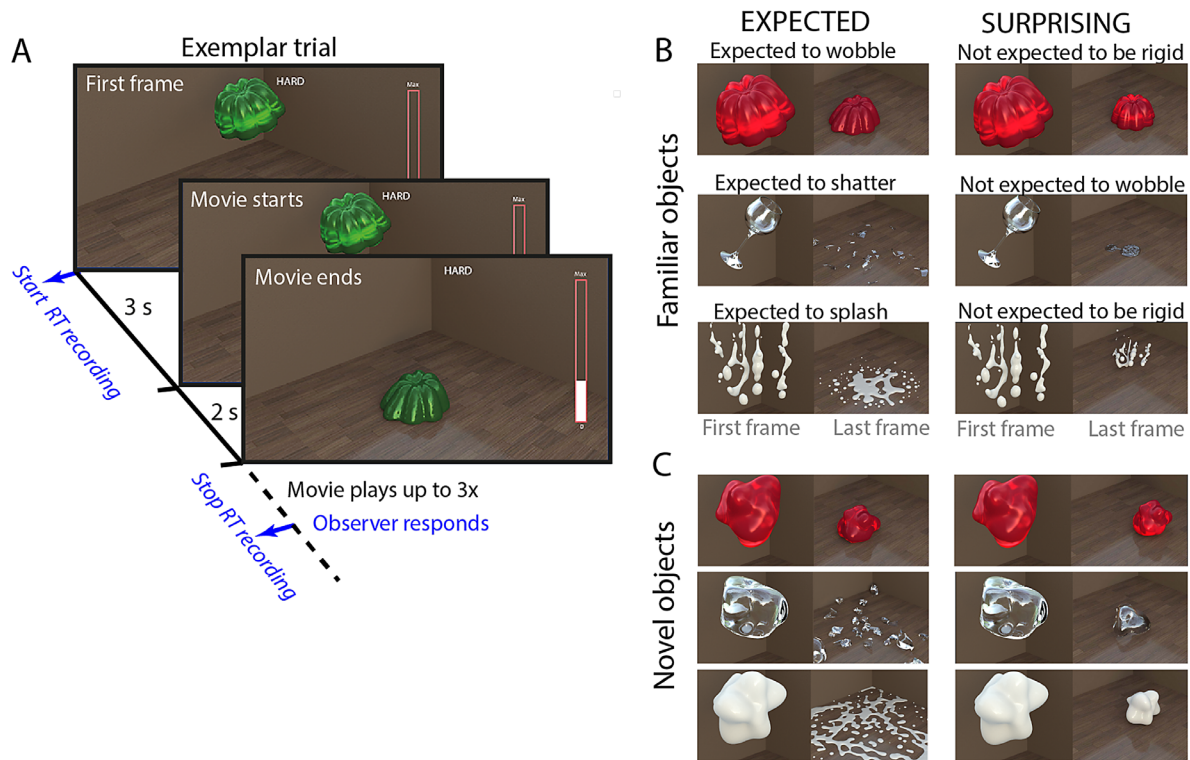 A
Exemplar trial
First frame
HARD
Max
Movie starts
HARD
Max
Movie ends
HARD
Max
0
Start RT recording
3 s
2 s
Stop RT recording
Movie plays up to 3x
Observer responds
EXPECTED
SURPRISING
B
Familiar objects
Expected to wobble
Not expected to be rigid
Expected to shatter
Not expected to wobble
Expected to splash
Not expected to be rigid
First frame
Last frame
First frame
Last frame
C
Novel objects